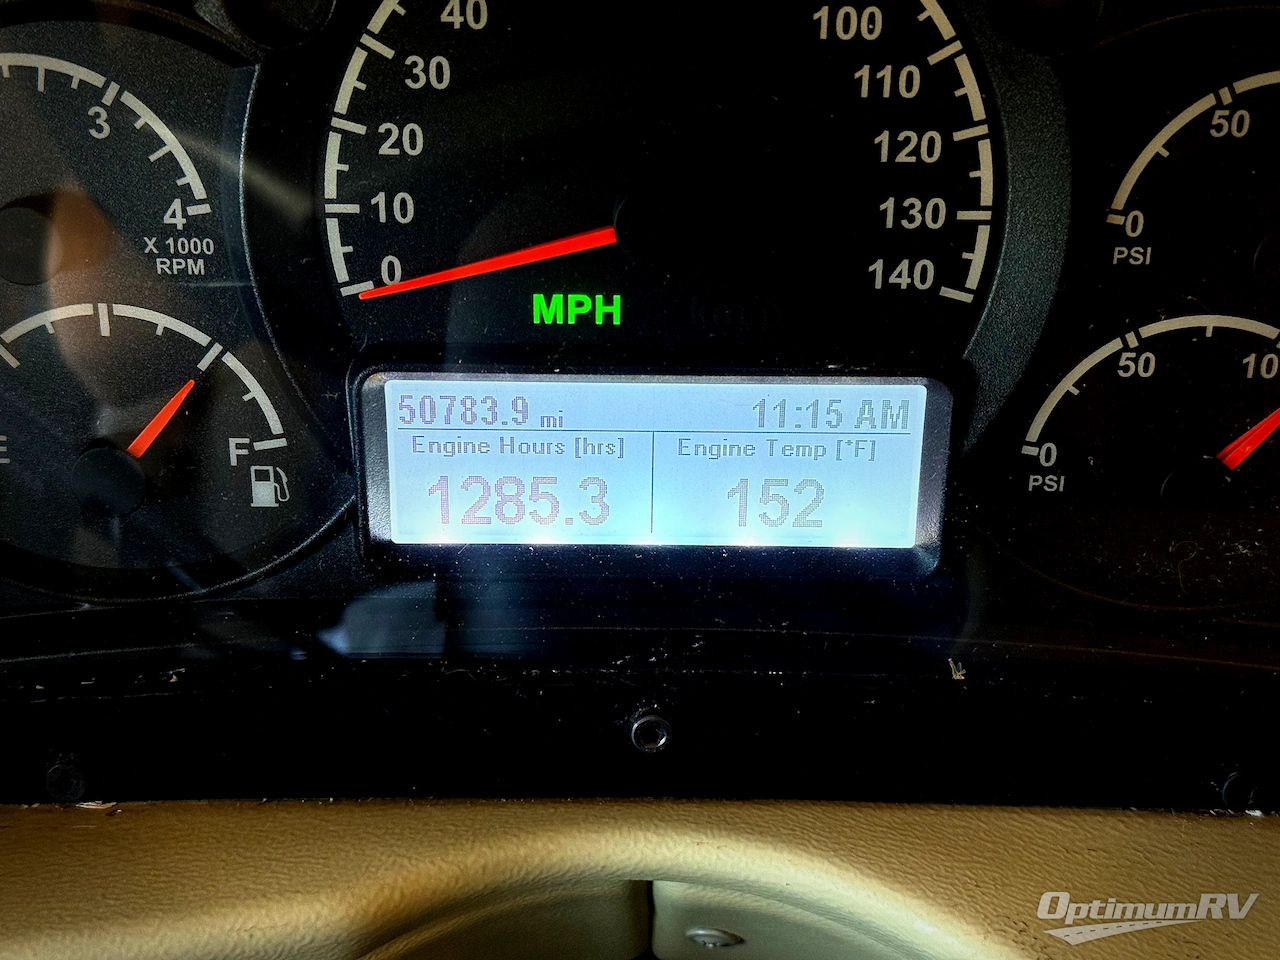 40
30
20
10
0
MPH
100
110
120
130
140
3
4
X 1000
RPM
E
F
50
0
PSI
50
10
0
PSI
50783.9 mi
11:15 AM
Engine Hours [hrs]
Engine Temp [°F]
1285.3
152
OptimumRV